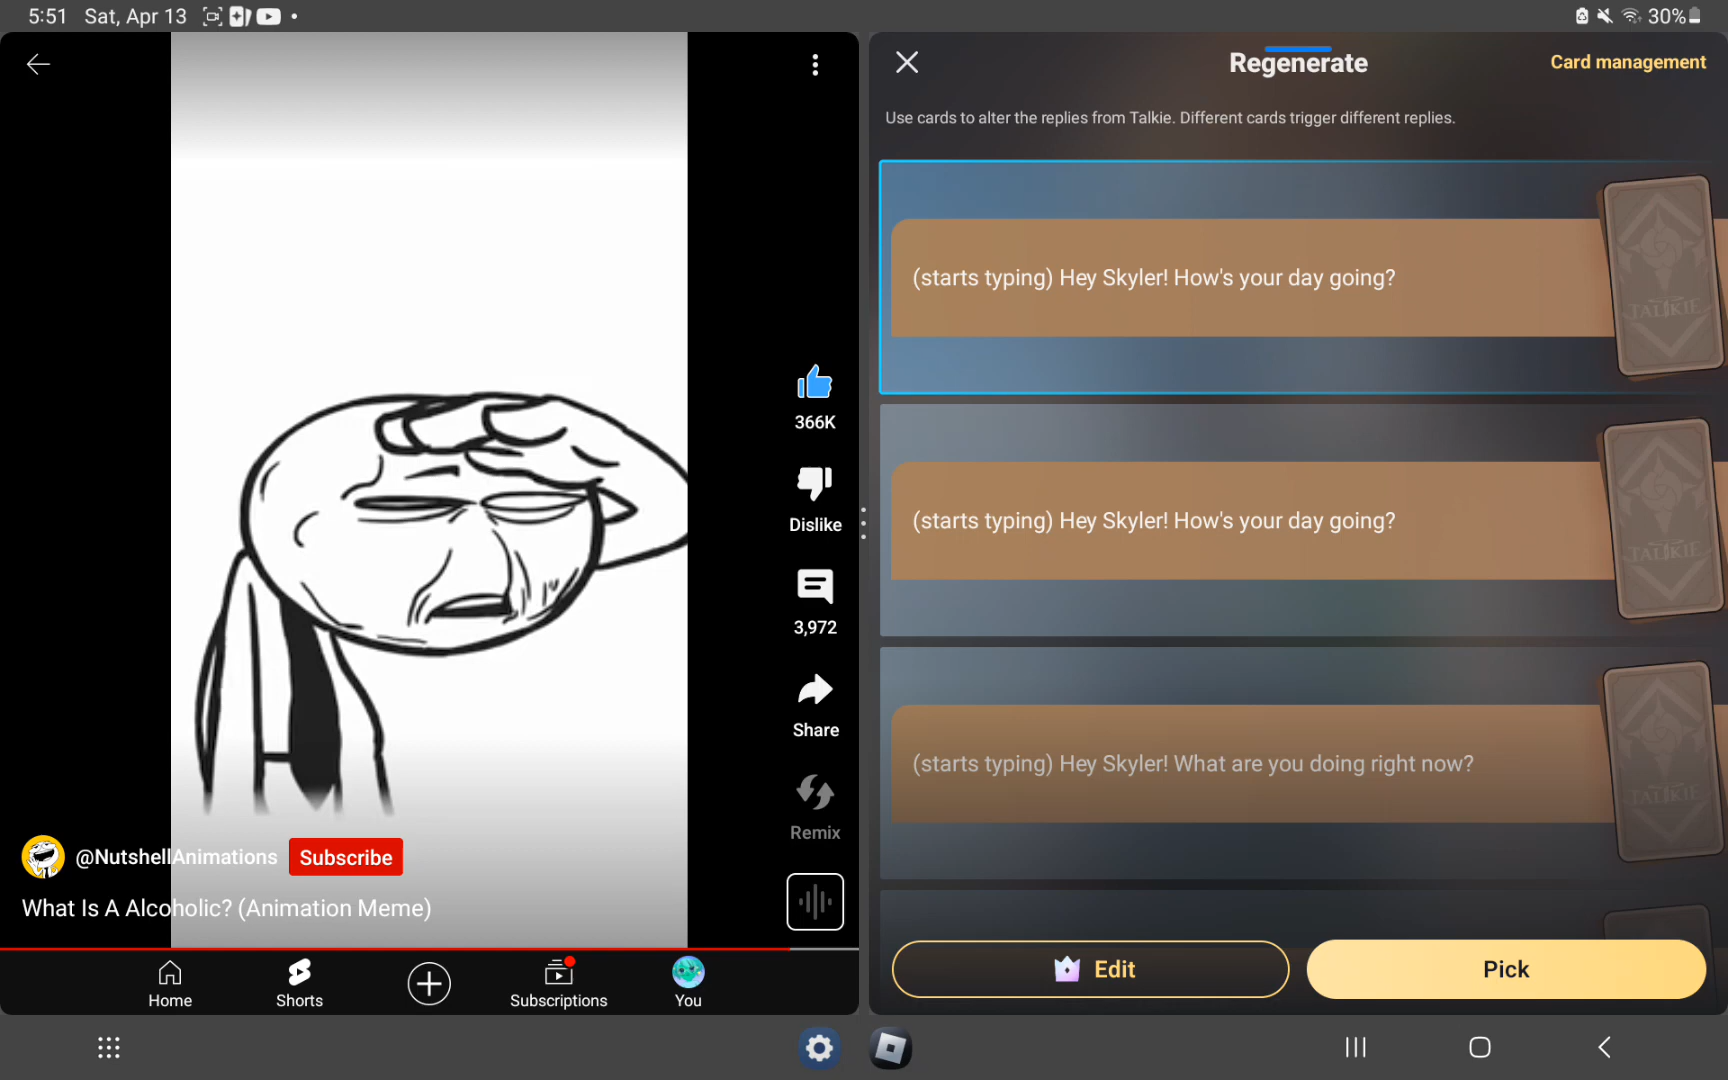 5:51 Sat, Apr 13
30%
366K
Dislike
3,972
Share
Remix
@NutshellAnimations
Subscribe
What Is A Alcoholic? (Animation Meme)
Home
Shorts
Subscriptions
You
Regenerate
Card management
Use cards to alter the replies from Talkie. Different cards trigger different replies.
(starts typing) Hey Skyler! How's your day going?
TALKIE
(starts typing) Hey Skyler! How's your day going?
TALKIE
(starts typing) Hey Skyler! What are you doing right now?
TALKIE
Edit
Pick